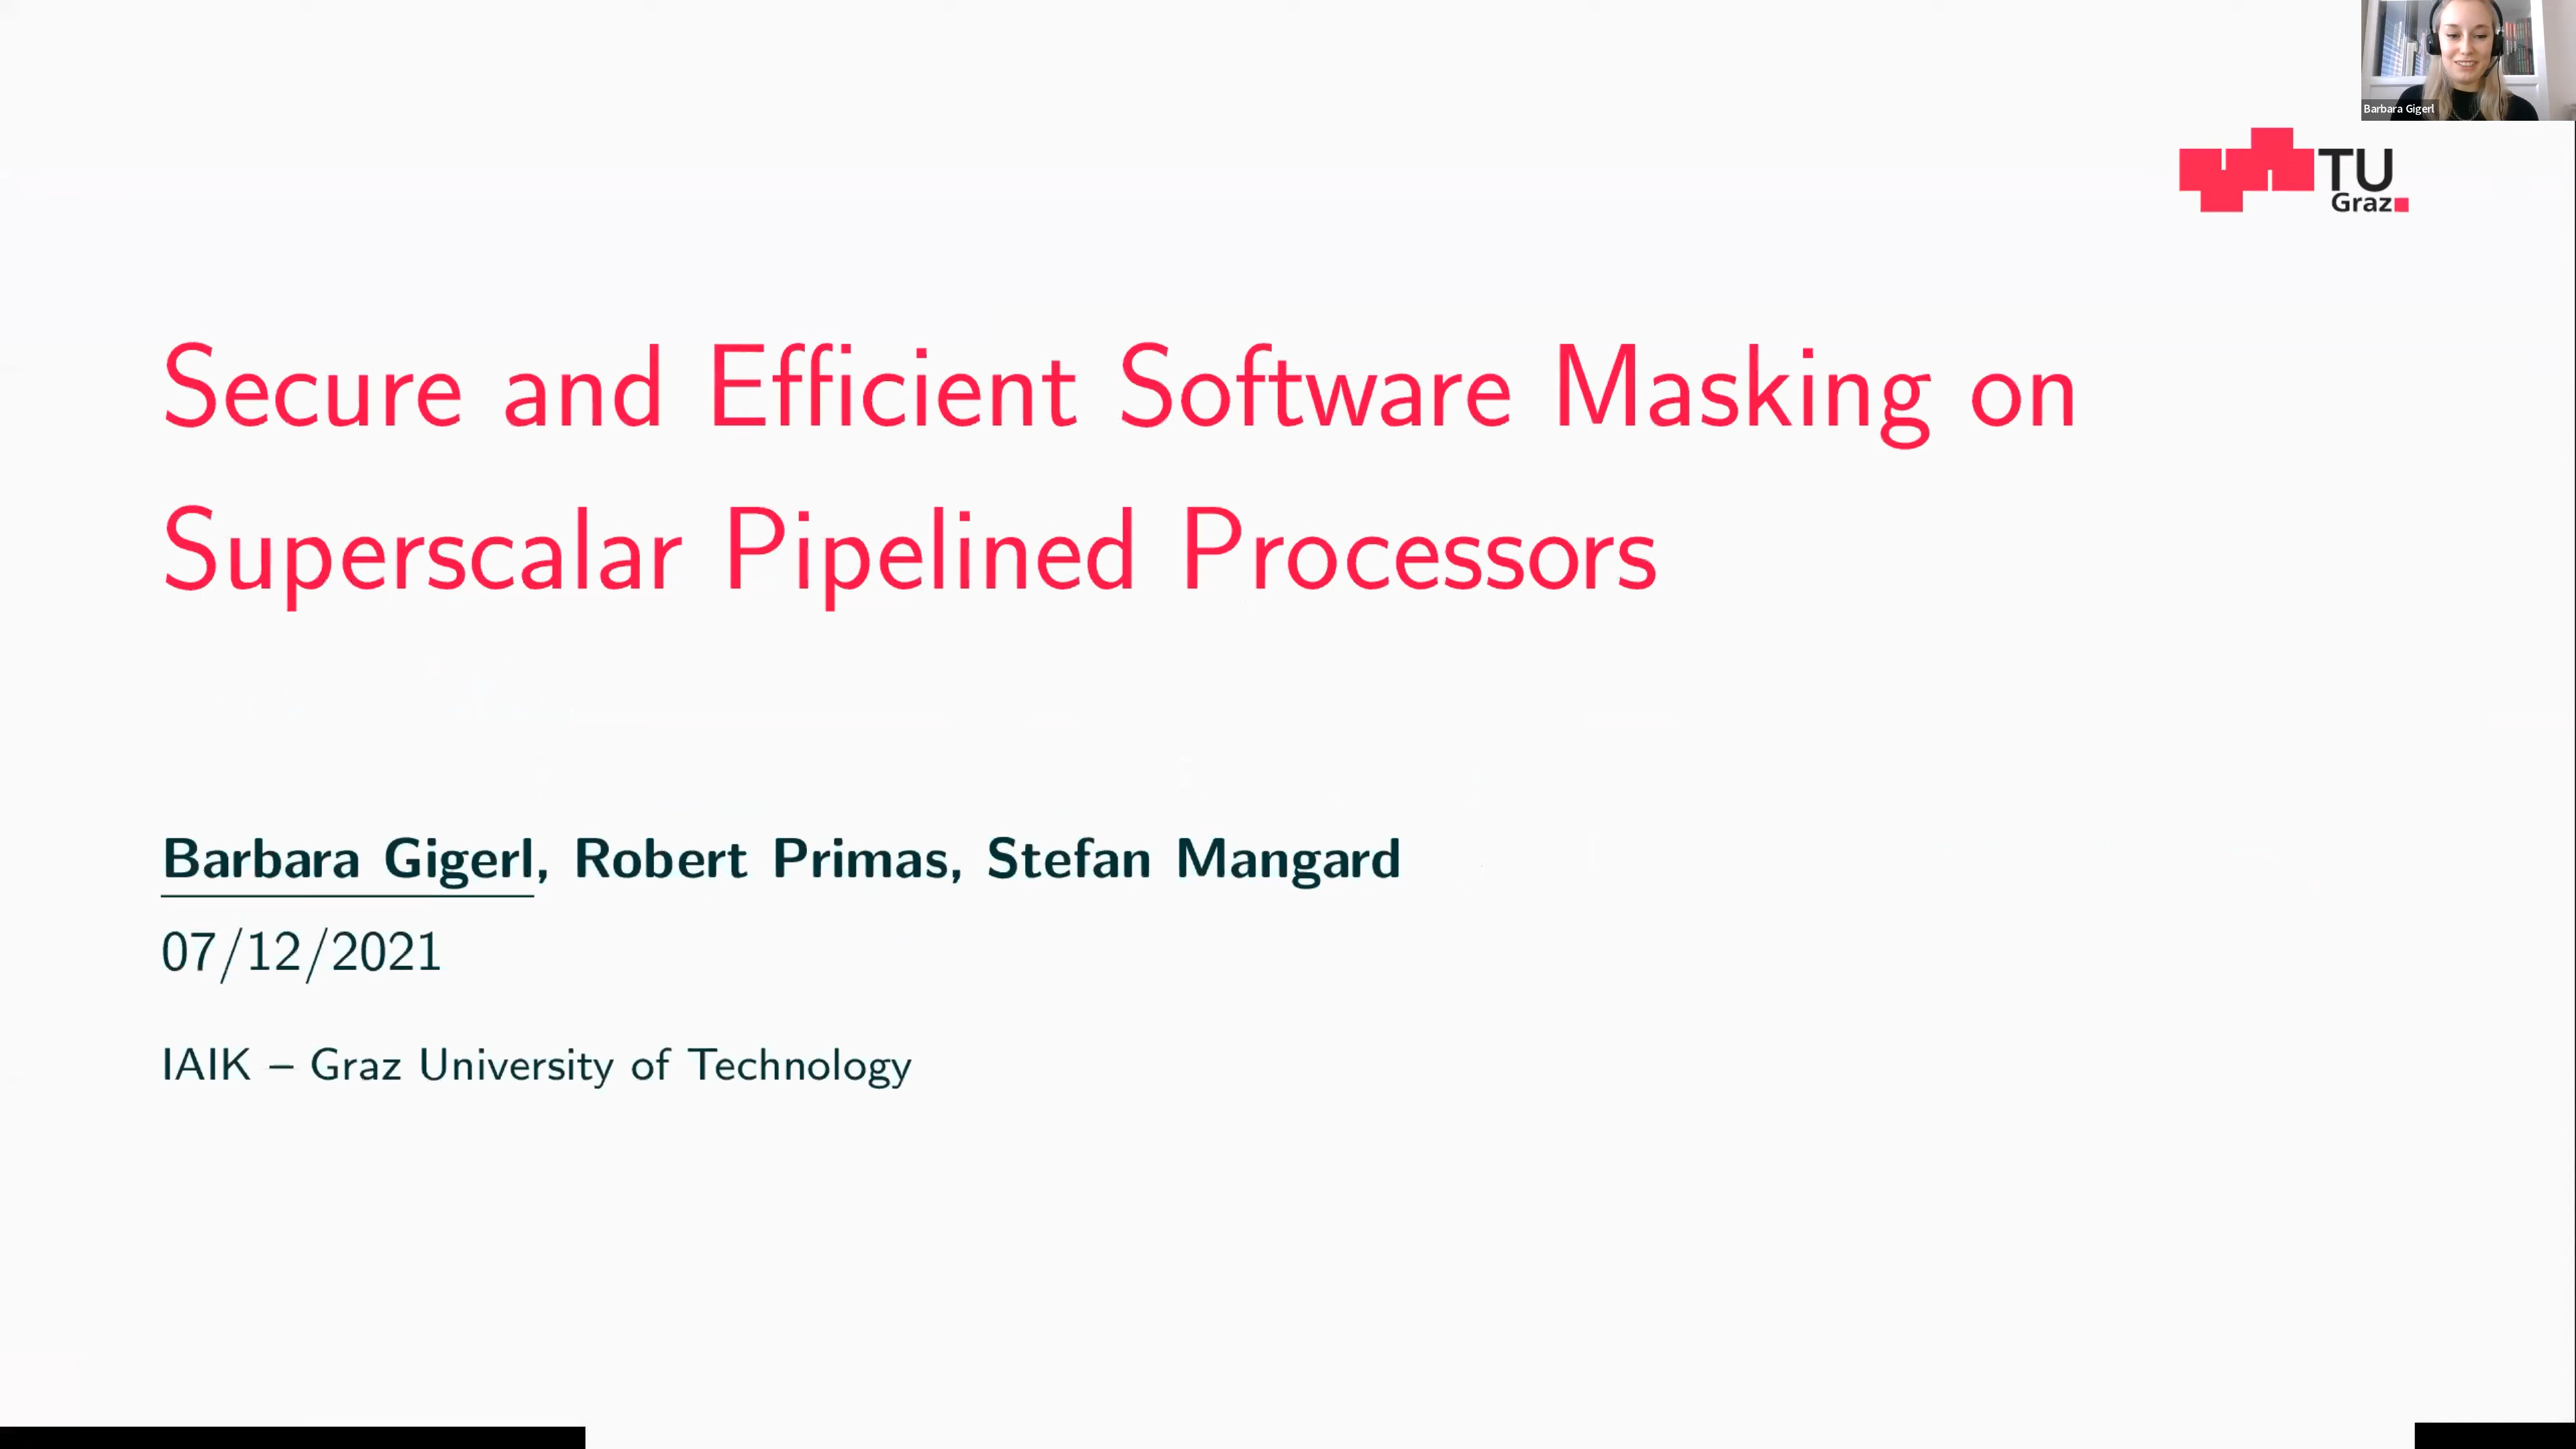 Barbara Gigerl
TU
Graz
Secure and Efficient Software Masking on
Superscalar Pipelined Processors
Barbara Gigerl, Robert Primas, Stefan Mangard
07/12/2021
IAIK – Graz University of Technology